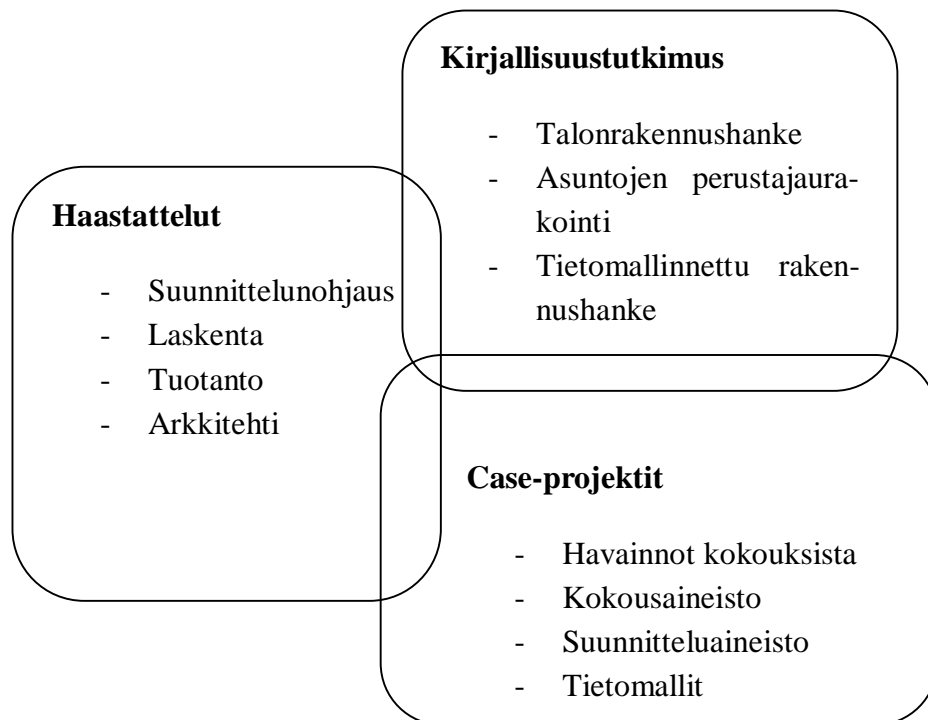 Kirjallisuustutkimus
- Talonrakennushanke
- Asuntojen perustajaura-
kointi
- Tietomallinnettu raken-
nushanke
Haastattelut
- Suunnittelunohjaus
- Laskenta
- Tuotanto
- Arkkitehti
Case-projektit
- Havainnot kokouksista
- Kokousaineisto
- Suunnitteluaineisto
- Tietomallit